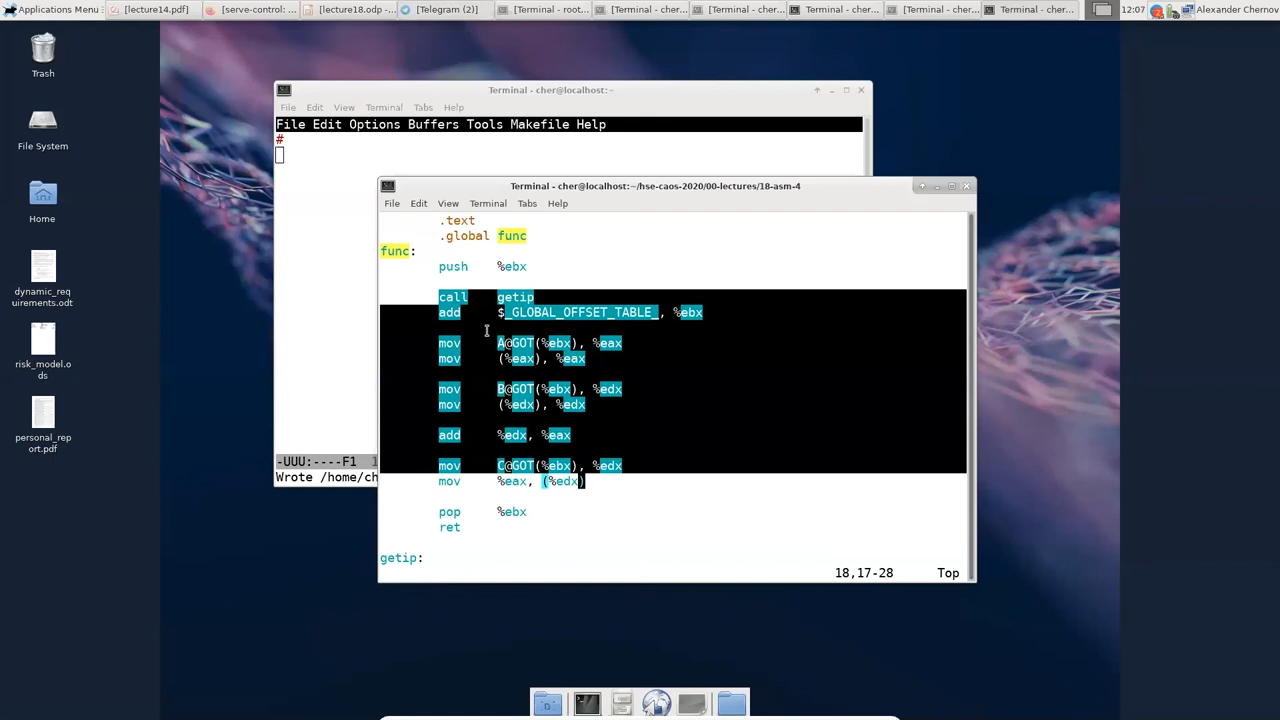 Applications Menu [lecture14.pdf] [serve-control: ... [lecture18.odp -... [Telegram (2)] [Terminal - root... [Terminal - cher... [Terminal - cher... Terminal - cher... [Terminal - cher... Terminal - cher... 12:07 Alexander Chernov
Trash
File System
Home
dynamic_req
uirements.odt
risk_model.o
ds
personal_rep
ort.pdf
Terminal - cher@localhost:~
File Edit View Terminal Tabs Help
File Edit Options Buffers Tools Makefile Help
#
-UUU:----F1 1
Wrote /home/ch
Terminal - cher@localhost:~/hse-caos-2020/00-lectures/18-asm-4
File Edit View Terminal Tabs Help
.text
.global func
func:
push %ebx
call getip
add $_GLOBAL_OFFSET_TABLE_, %ebx
mov A@GOT(%ebx), %eax
mov (%eax), %eax
mov B@GOT(%ebx), %edx
mov (%edx), %edx
add %edx, %eax
mov C@GOT(%ebx), %edx
mov %eax, (%edx)
pop %ebx
ret
getip:
18,17-28 Top